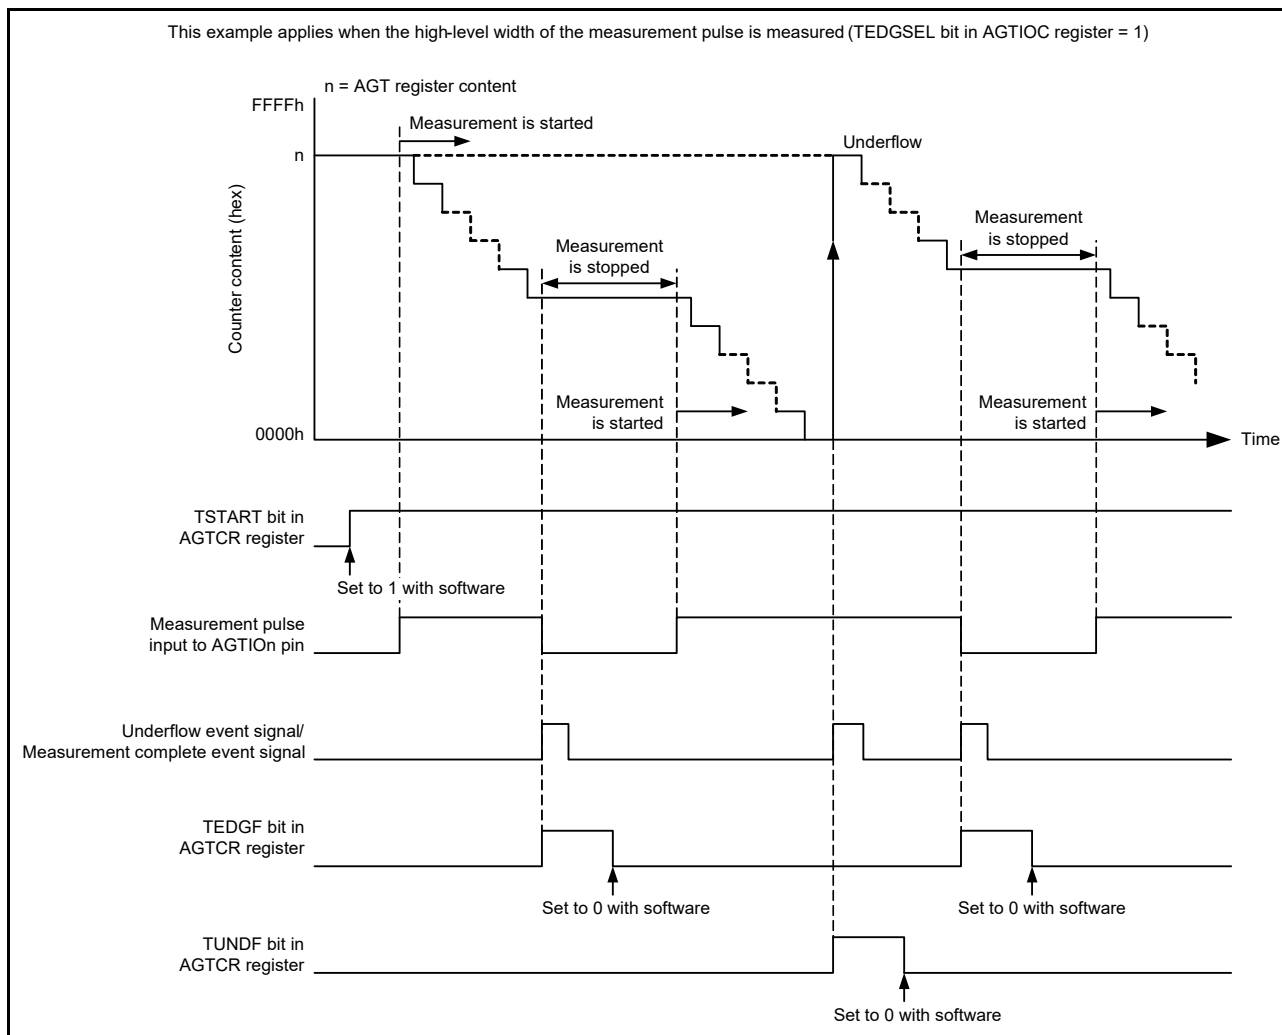 This example applies when the high-level width of the measurement pulse is measured (TEDGSEL bit in AGTIOC register = 1)
n = AGT register content
FFFFh
Measurement is started
n
Underflow
Counter content (hex)
Measurement
is stopped
Measurement
is stopped
Measurement
is started
Measurement
is started
0000h
Time
TSTART bit in
AGTCR register
Set to 1 with software
Measurement pulse
input to AGTIOn pin
Underflow event signal/
Measurement complete event signal
TEDGF bit in
AGTCR register
Set to 0 with software
Set to 0 with software
TUNDF bit in
AGTCR register
Set to 0 with software